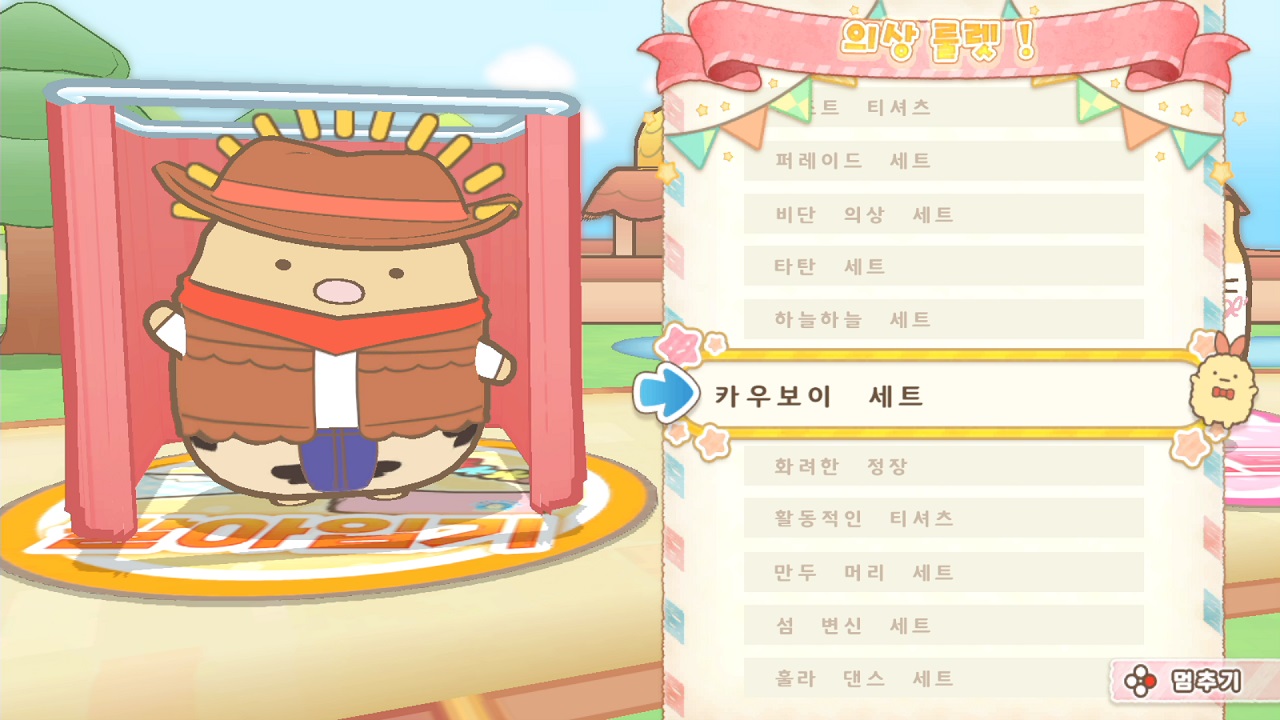 의상 룰렛!
티셔츠
퍼레이드 세트
비단 의상 세트
타탄 세트
하늘하늘 세트
카우보이 세트
화려한 정장
활동적인 티셔츠
만두 머리 세트
섬 변신 세트
훌라 댄스 세트
멈추기